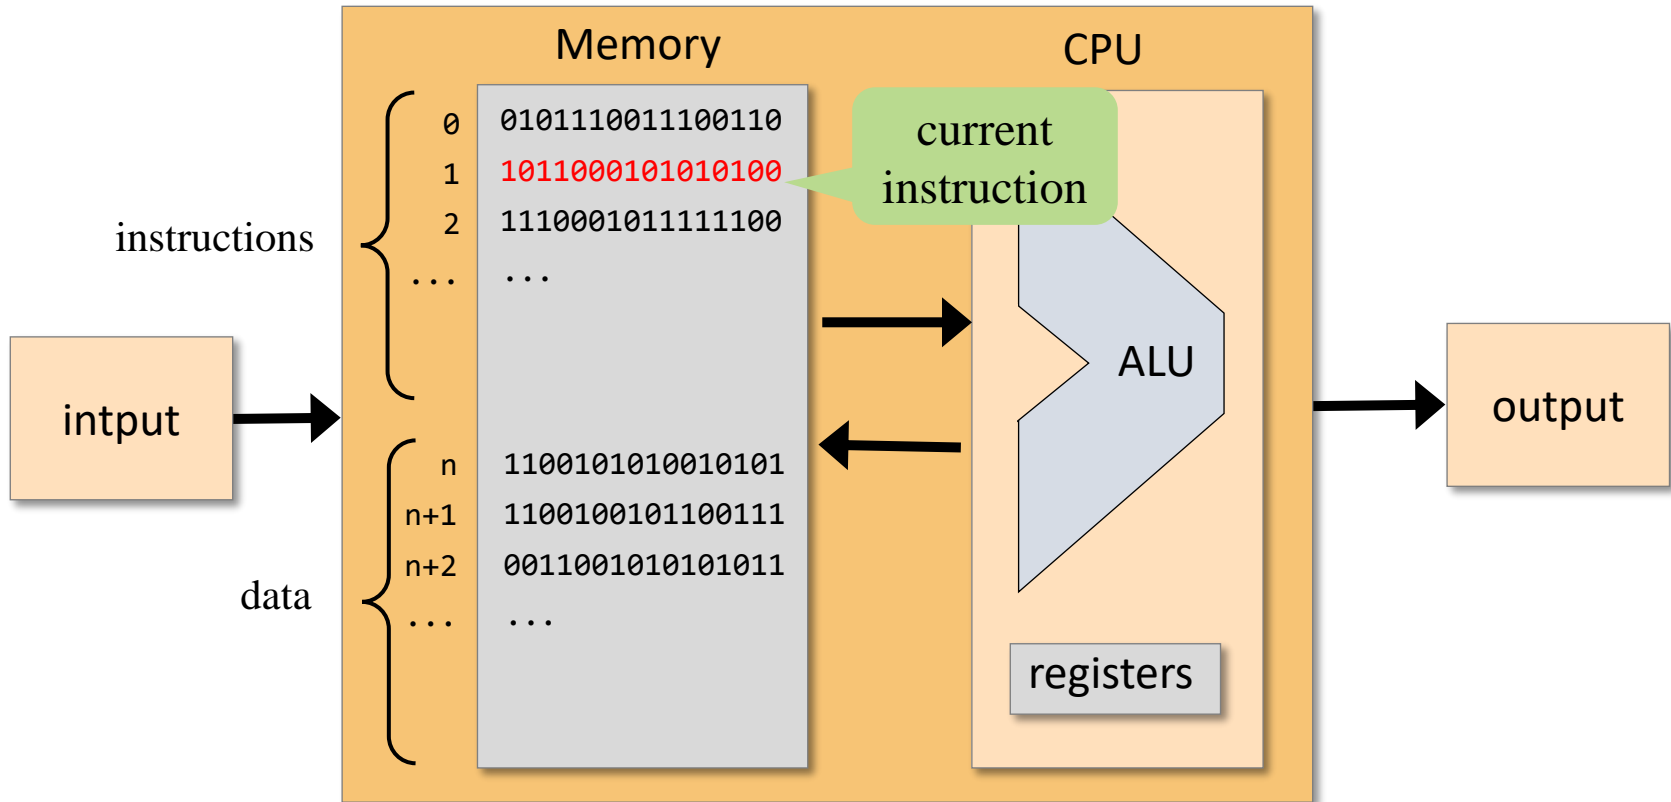 Memory
CPU
0 0101110011100110
1 1011000101010100
2 1110001011111100
... ...
current
instruction
instructions
ALU
intput
output
n 1100101010010101
n+1 1100100101100111
n+2 0011001010101011
... ...
data
registers